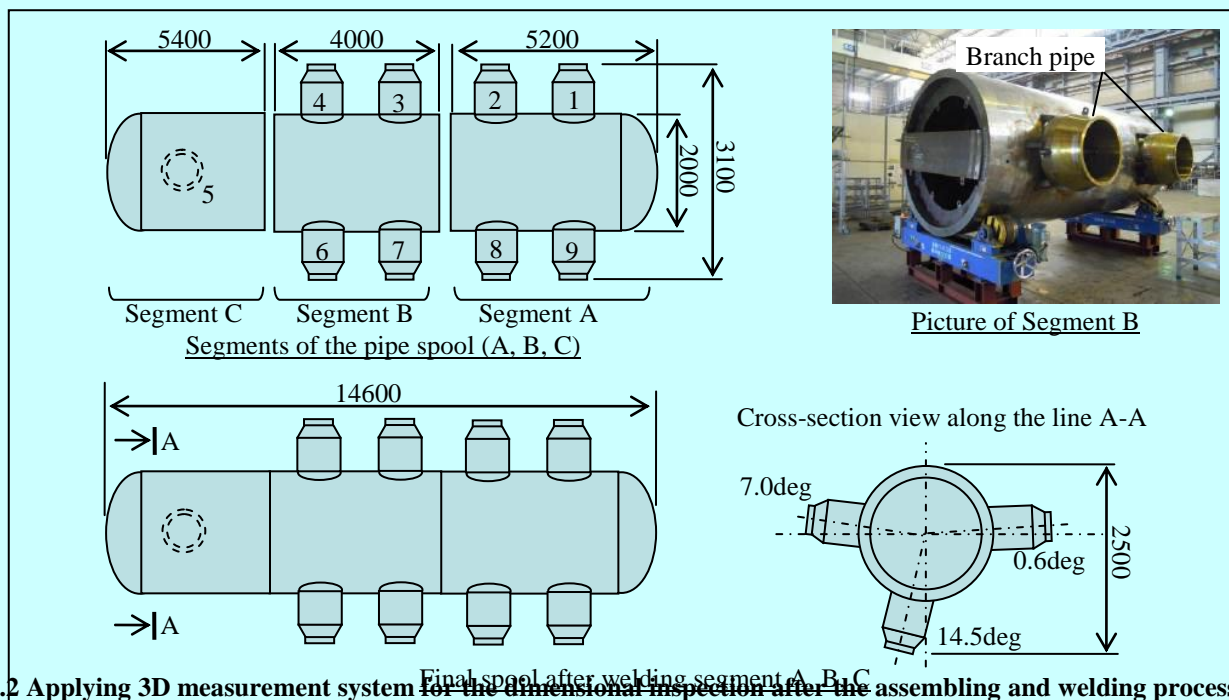 5400
4000
5200
4
3
2
1
5
6
7
8
9
2000
3100
Segment C
Segment B
Segment A
Segments of the pipe spool (A, B, C)
Branch pipe
Picture of Segment B
14600
A
A
Final spool after welding segment A, B, C
Cross-section view along the line A-A
7.0deg
0.6deg
14.5deg
2500
.2 Applying 3D measurement system for the dimensional inspection after the assembling and welding proces